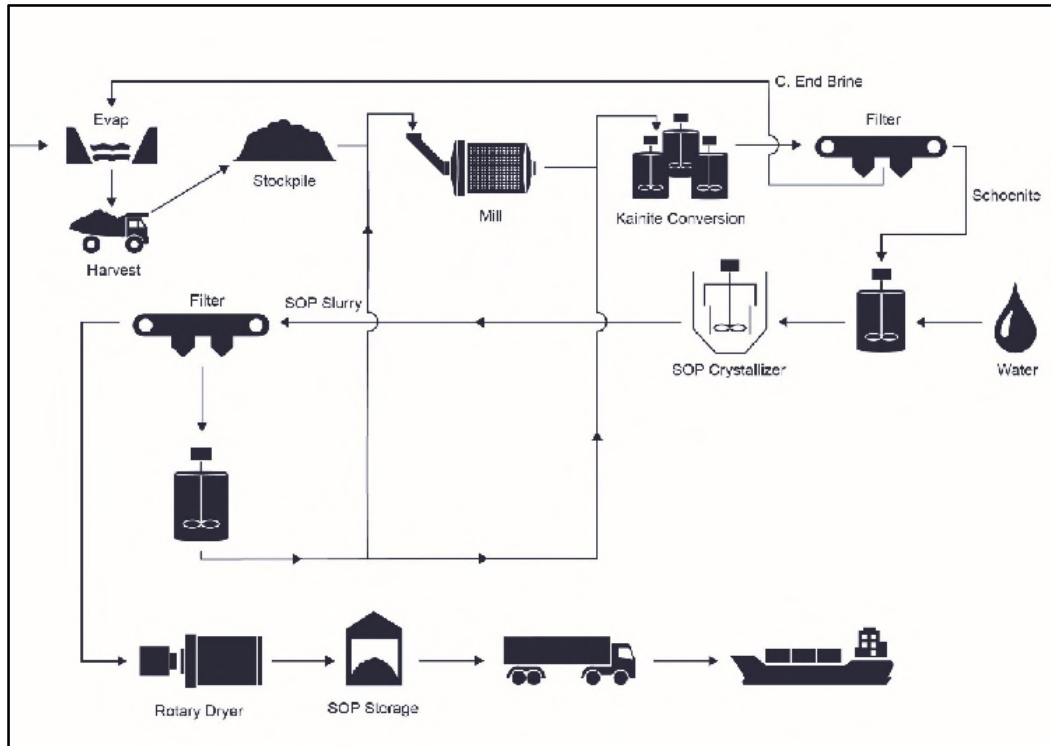 C. End Brine
Evap
Filter
Stockpile
Mill
Kainite Conversion
Schoenite
Harvest
Filter
SOP Slurry
SOP Crystallizer
Water
Rotary Dryer
SOP Storage